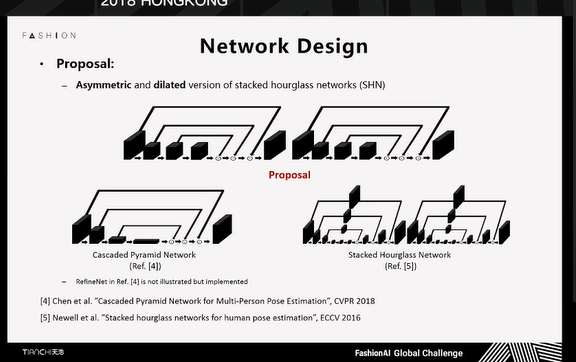 2018 HONGKONG
FASHION
Network Design
• Proposal:
– Asymmetric and dilated version of stacked hourglass networks (SHN)
Proposal
Cascaded Pyramid Network
(Ref. [4])
Stacked Hourglass Network
(Ref. [5])
– RefineNet in Ref. [4] is not illustrated but implemented
[4] Chen et al. "Cascaded Pyramid Network for Multi-Person Pose Estimation", CVPR 2018
[5] Newell et al. "Stacked hourglass networks for human pose estimation", ECCV 2016
TIANCHI天池
FashionAI Global Challenge